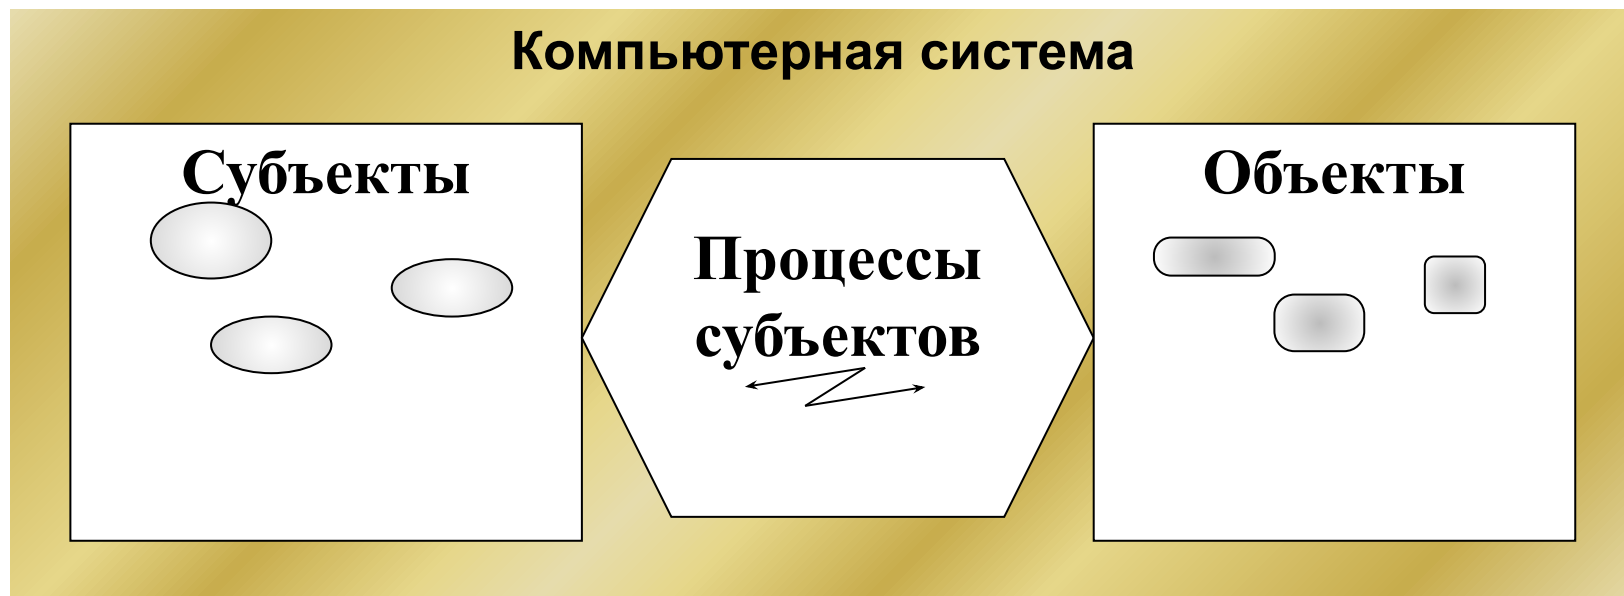 Компьютерная система
Субъекты
Процессы
субъектов
Объекты